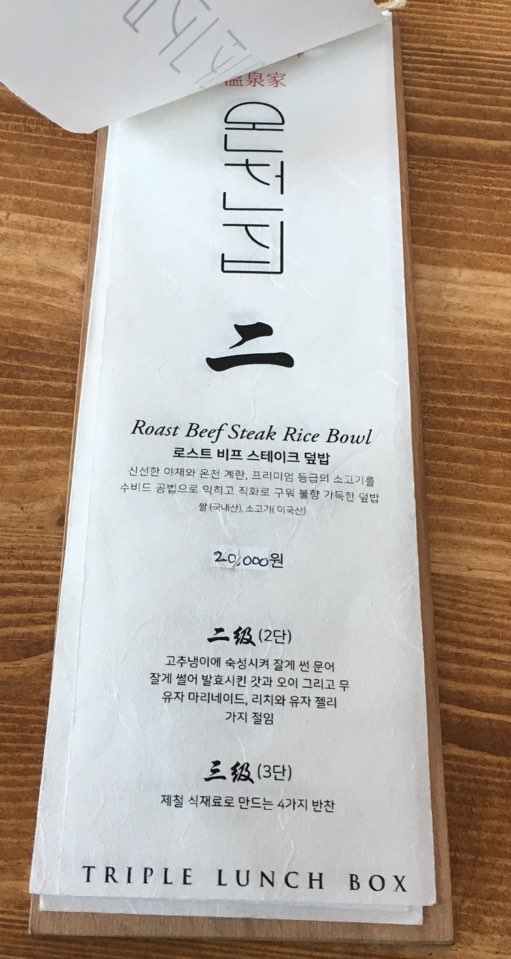 溫泉家
온천집
二
Roast Beef Steak Rice Bowl
로스트 비프 스테이크 덮밥
신선한 야채와 온천 계란, 프리미엄 등급의 소고기를
수비드 공법으로 익히고 직화로 구워 불향 가득한 덮밥
쌀(국내산), 소고기(미국산)
20,000원
二級(2단)
고추냉이에 숙성시켜 잘게 썬 문어
잘게 썰어 발효시킨 갓과 오이 그리고 무
유자 마리네이드, 리치와 유자 젤리
가지 절임
三級(3단)
제철 식재료로 만드는 4가지 반찬
TRIPLE LUNCH BOX